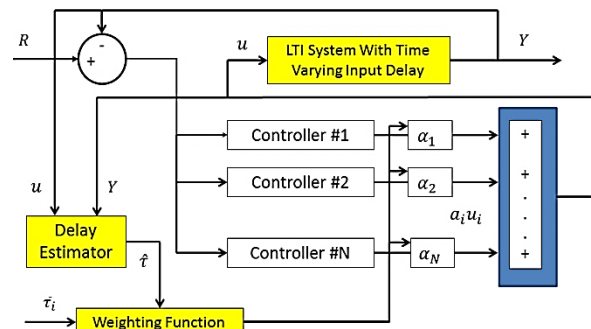 R
-
+
u
LTI System With Time
Varying Input Delay
Y
Controller #1
α₁
+
Controller #2
α₂
+
u
Y
aᵢuᵢ
.
.
.
Delay
Estimator
τ̂
Controller #N
α_N
+
τᵢ
Weighting Function